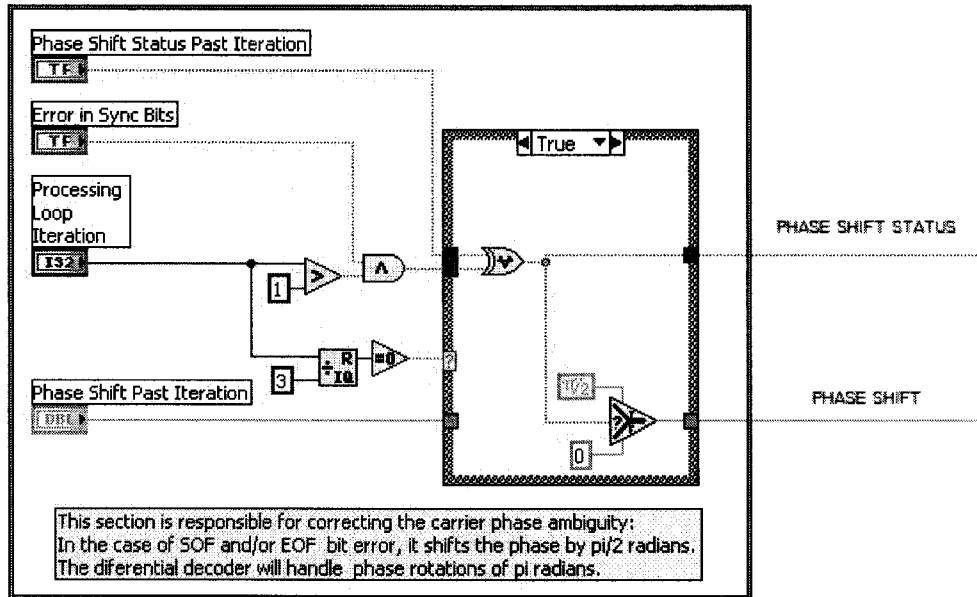 Phase Shift Status Past Iteration
TF
Error in Sync Bits
TF
True
Processing
Loop
Iteration
I32
PHASE SHIFT STATUS
1
>
∧
R
IQ
=0
?
3
Phase Shift Past Iteration
DBL
π/2
?
0
PHASE SHIFT
This section is responsible for correcting the carrier phase ambiguity:
In the case of SOF and/or EOF bit error, it shifts the phase by pi/2 radians.
The diferential decoder will handle phase rotations of pi radians.